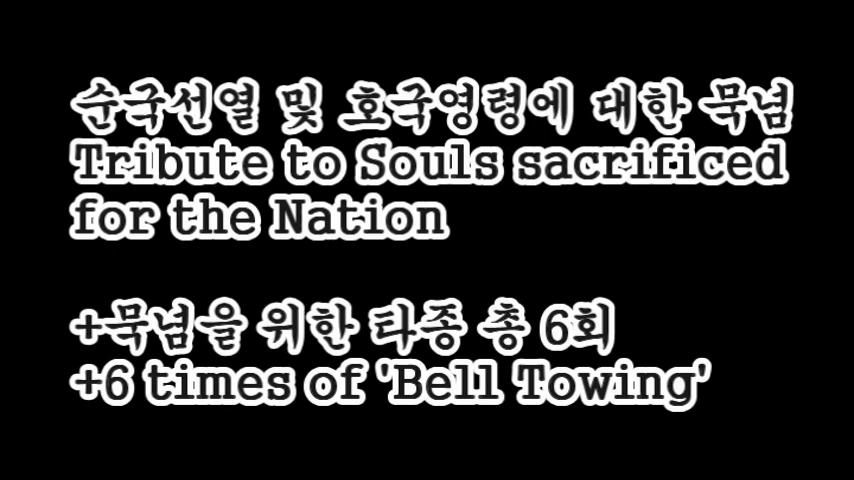 순국선열 및 호국영령에 대한 묵념
Tribute to Souls sacrificed
for the Nation
+묵념을 위한 타종 총 6회
+6 times of 'Bell Towing'